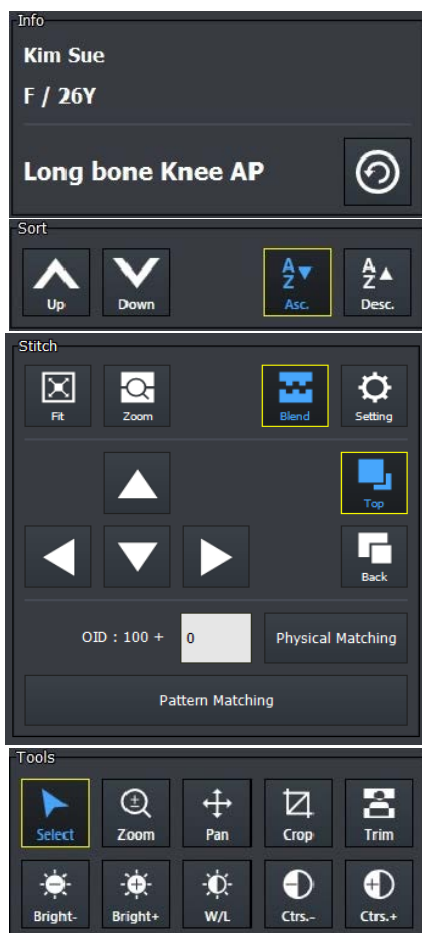 Info
Kim Sue
F / 26Y
Long bone Knee AP
Sort
Up Down Asc. Desc.
Stitch
Fit Zoom Blend Setting
Top
Back
OID : 100 + 0 Physical Matching
Pattern Matching
Tools
Select Zoom Pan Crop Trim
Bright- Bright+ W/L Ctrs.- Ctrs.+